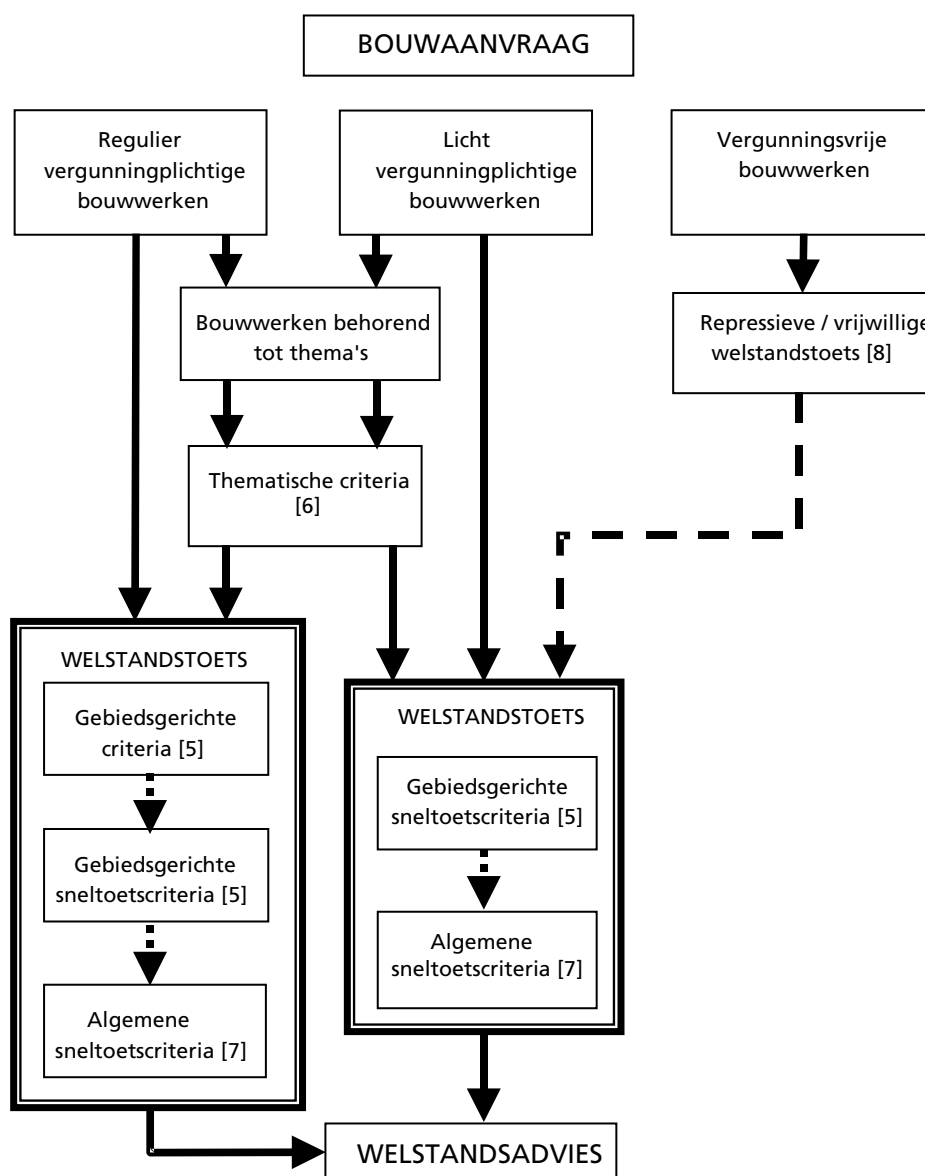 BOUWAANVRAAG
Regulier
vergunningplichtige
bouwwerken
Licht
vergunningplichtige
bouwwerken
Vergunningsvrije
bouwwerken
Bouwwerken behorend
tot thema's
Repressieve / vrijwillige
welstandstoets [8]
Thematische criteria
[6]
WELSTANDSTOETS
Gebiedsgerichte
criteria [5]
Gebiedsgerichte
sneltoetscriteria [5]
Algemene
sneltoetscriteria [7]
WELSTANDSTOETS
Gebiedsgerichte
sneltoetscriteria [5]
Algemene
sneltoetscriteria [7]
WELSTANDSADVIES